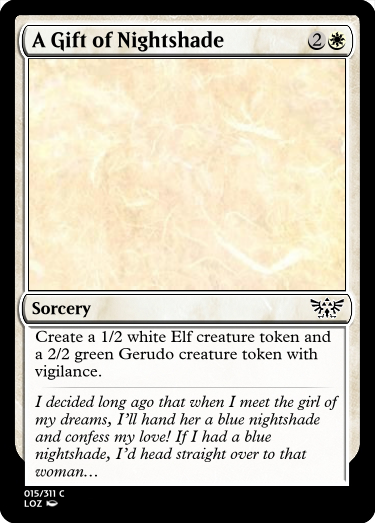 A Gift of Nightshade 2
Sorcery
Create a 1/2 white Elf creature token and
a 2/2 green Gerudo creature token with
vigilance.
I decided long ago that when I meet the girl of
my dreams, I'll hand her a blue nightshade
and confess my love! If I had a blue
nightshade, I'd head straight over to that
woman…
015/311 C
LOZ